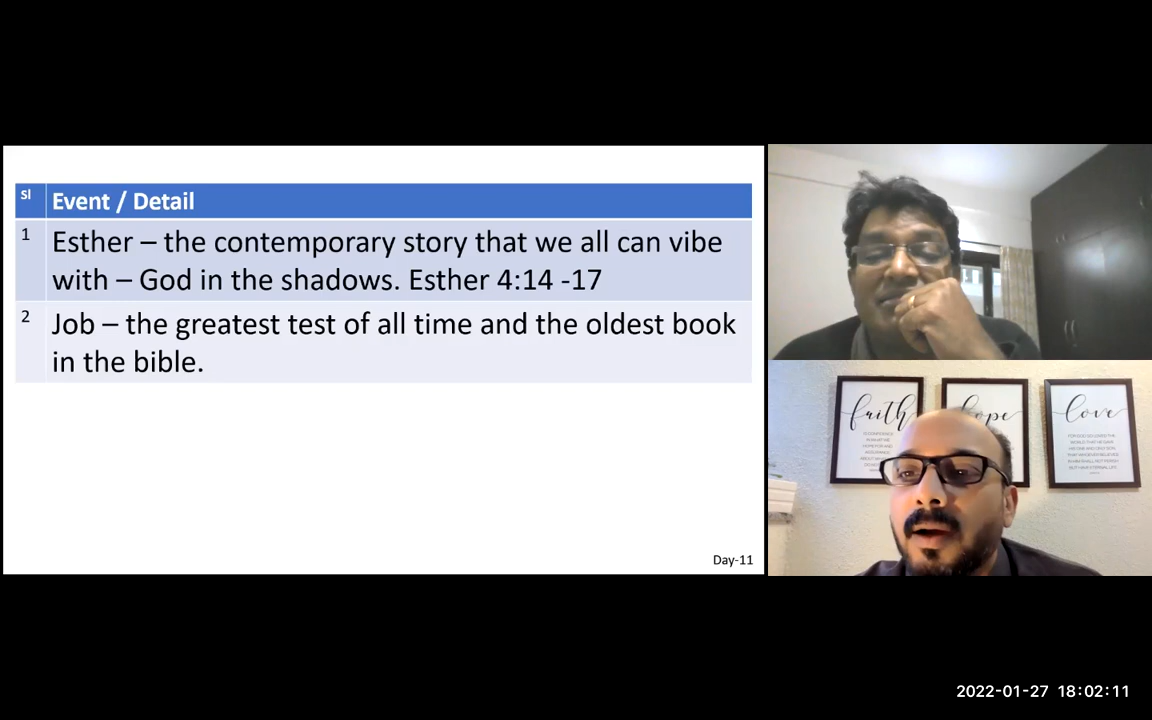 Sl Event / Detail
1 Esther – the contemporary story that we all can vibe
with – God in the shadows. Esther 4:14 -17
2 Job – the greatest test of all time and the oldest book
in the bible.
Day-11
faith
hope
love
2022-01-27 18:02:11